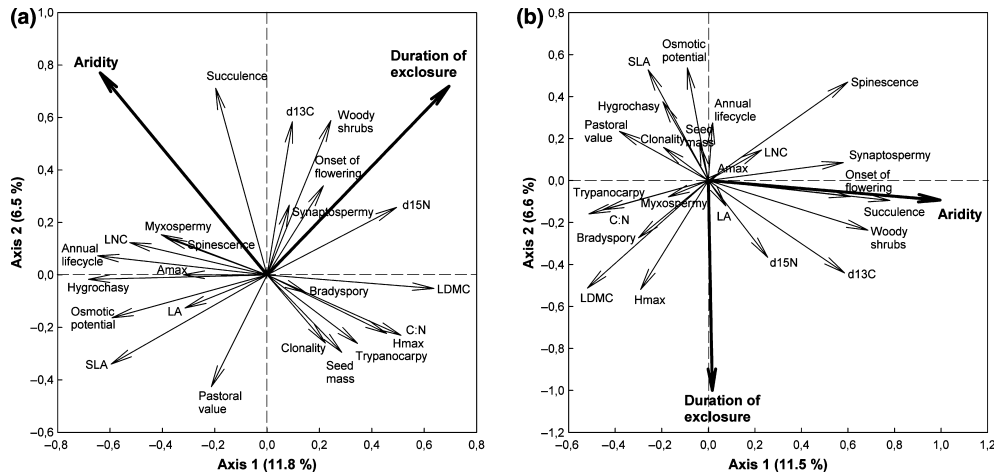 (a)
1,0
0,8
0,6
0,4
0,2
0,0
–0,2
–0,4
–0,6
Axis 2 (6.5 %)
Aridity
Duration of
exclosure
Succulence
d13C
Woody
shrubs
Onset of
flowering
d15N
Synaptospermy
Myxospermy
LNC
Spinescence
Annual
lifecycle
Amax
Hygrochasy
Bradyspory
LDMC
Osmotic
potential
LA
C:N
Hmax
Clonality
Trypanocarpy
Seed
mass
SLA
Pastoral
value
–0,8
–0,6
–0,4
–0,2
0,0
0,2
0,4
0,6
0,8
Axis 1 (11.8 %)
(b)
0,8
0,6
0,4
0,2
0,0
–0,2
–0,4
–0,6
–0,8
–1,0
–1,2
Axis 2 (6.6 %)
Osmotic
potential
SLA
Spinescence
Hygrochasy
Annual
lifecycle
Pastoral
value
Seed
mass
Clonality
LNC
Synaptospermy
Amax
Onset of
flowering
Trypanocarpy
Myxospermy
Succulence
Aridity
C:N
LA
Bradyspory
Woody
shrubs
d15N
d13C
LDMC
Hmax
Duration of
exclosure
–0,6
–0,4
–0,2
0,0
0,2
0,4
0,6
0,8
1,0
1,2
Axis 1 (11.5 %)